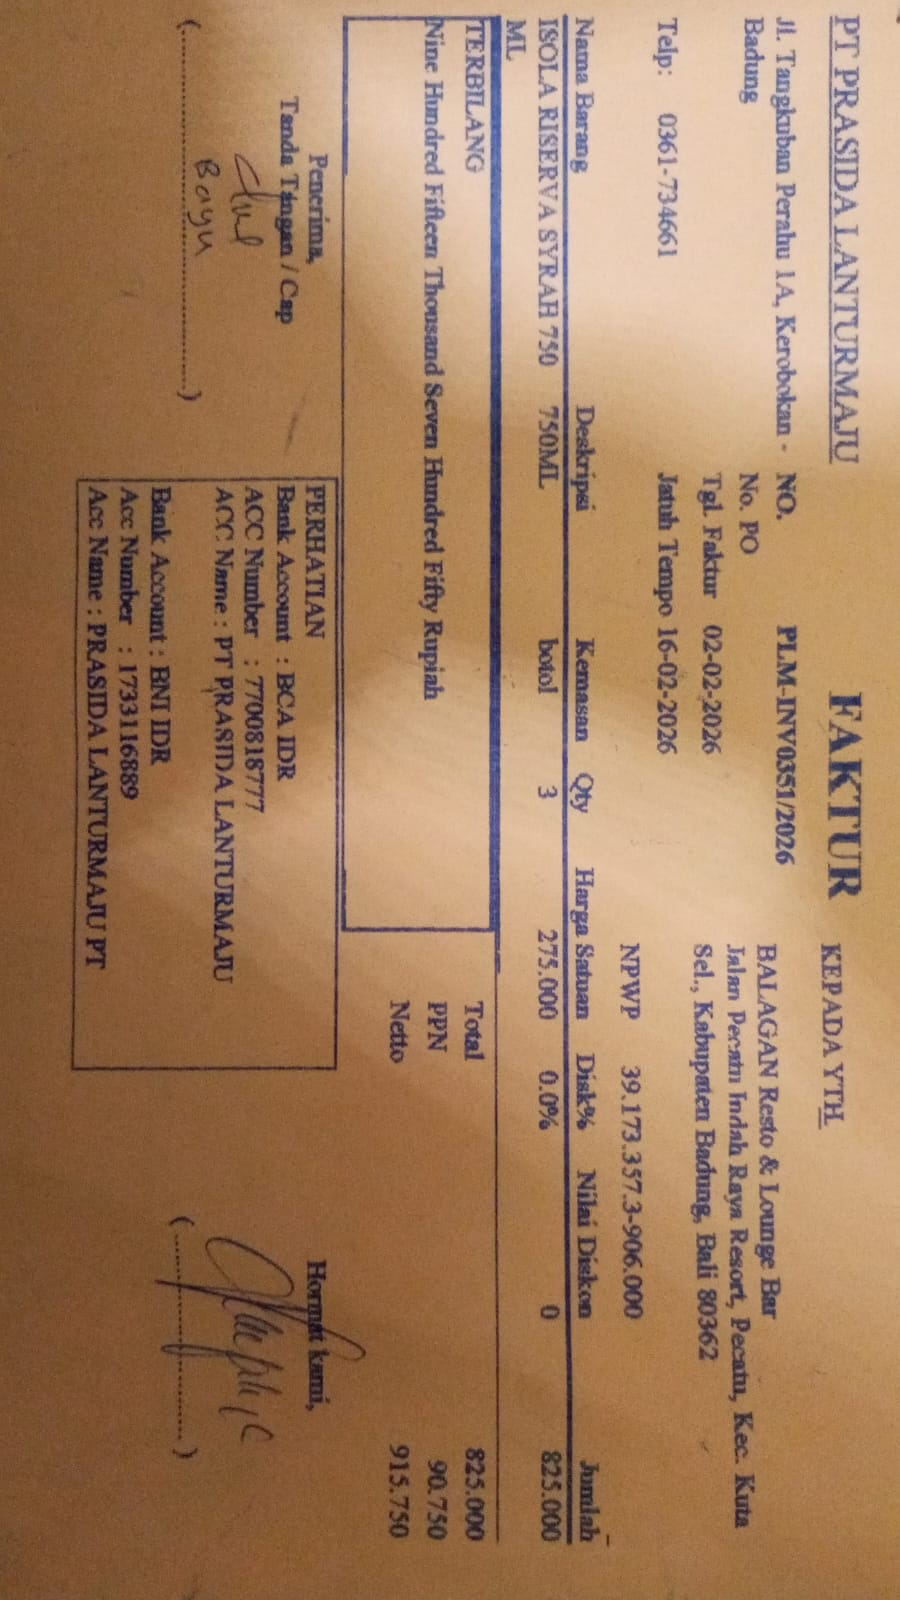 PT PRASIDA LANTURMAJU
FAKTUR
KEPADA YTH.
Jl. Tangkuban Perahu 1A, Kerobokan -
Badung
Telp: 0361-734661
NO. PLM-INV0351/2026
No. PO
Tgl. Faktur 02-02-2026
Jatuh Tempo 16-02-2026
BALAGAN Resto & Lounge Bar
Jalan Pecatu Indah Raya Resort, Pecatu, Kec. Kuta
Sel., Kabupaten Badung, Bali 80362
NPWP 39.173.357.3-906.000
Nama Barang Deskripsi Kemasan Qty Harga Satuan Disk% Nilai Diskon Jumlah
ISOLA RISERVA SYRAH 750 750ML botol 3 275.000 0.0% 0 825.000
ML
TERBILANG
Nine Hundred Fifteen Thousand Seven Hundred Fifty Rupiah
Total 825.000
PPN 90.750
Netto 915.750
Penerima,
Tanda Tangan / Cap
Bayu
(........................................)
PERHATIAN
Bank Account : BCA IDR
ACC Number : 7700818777
ACC Name : PT PRASIDA LANTURMAJU
Bank Account : BNI IDR
Acc Number : 1733116889
Acc Name : PRASIDA LANTURMAJU PT
Hormat kami,
(........................)